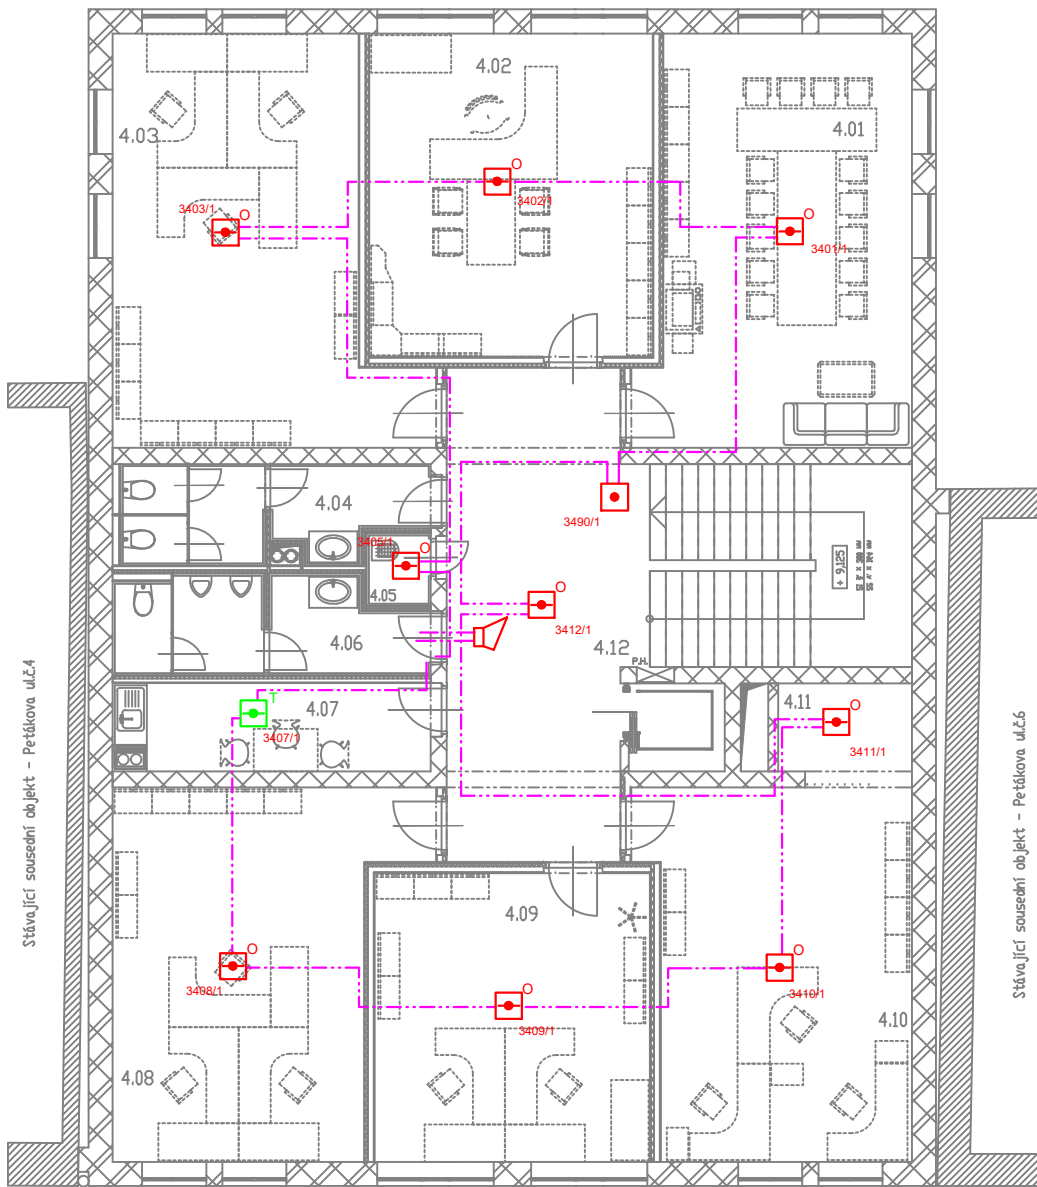 4.02
4.01
4.03
O
3402/1
3403/1
O
O
3401/1
4.04
3490/1
3405/1
O
+ 9,125
4.05
O
3412/1
4.06
4.12
P.H.
Stávající sousední objekt - Petákova ul.č.4
T
4.07
3407/1
4.11
O
3411/1
Stávající sousední objekt - Petákova ul.č.6
4.09
O
3408/1
O
3409/1
O
3410/1
4.10
4.08